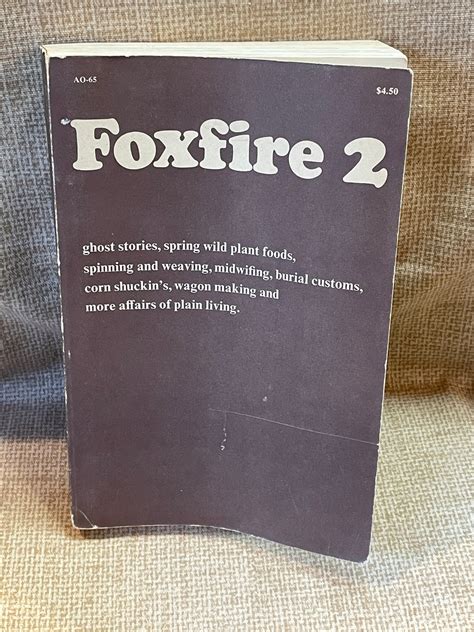 AO-65
$4.50
Foxfire 2
ghost stories, spring wild plant foods,
spinning and weaving, midwifing, burial customs,
corn shuckin's, wagon making and
more affairs of plain living.